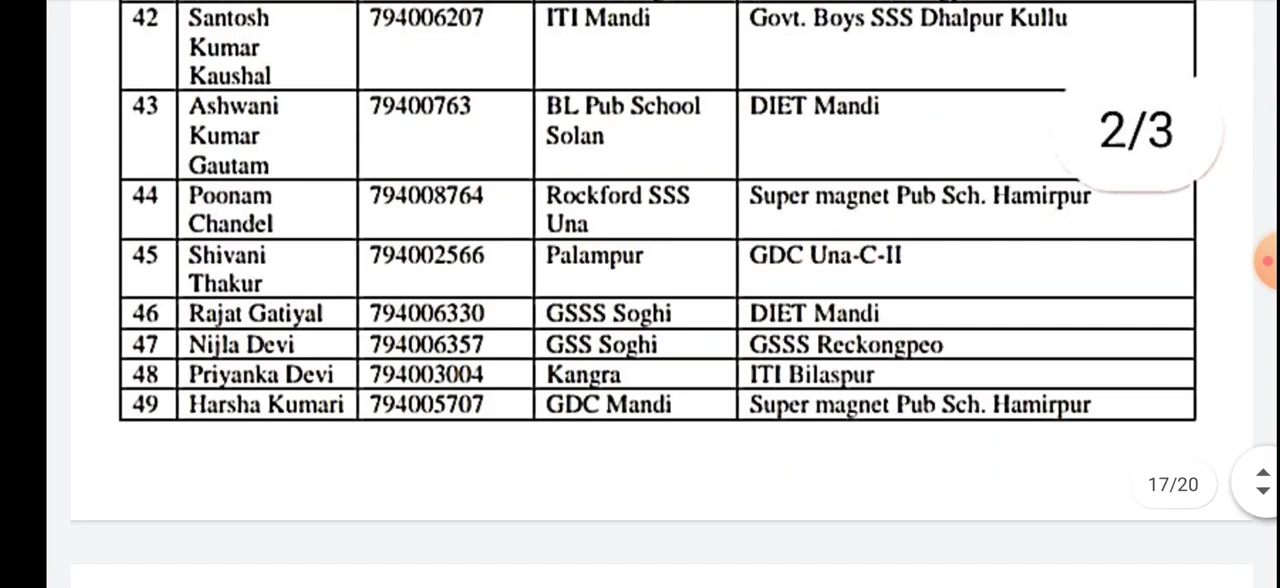 42 Santosh Kumar Kaushal 794006207 ITI Mandi Govt. Boys SSS Dhalpur Kullu
43 Ashwani Kumar Gautam 79400763 BL Pub School Solan DIET Mandi
2/3
44 Poonam Chandel 794008764 Rockford SSS Una Super magnet Pub Sch. Hamirpur
45 Shivani Thakur 794002566 Palampur GDC Una-C-II
46 Rajat Gatiyal 794006330 GSSS Soghi DIET Mandi
47 Nijla Devi 794006357 GSS Soghi GSSS Reckongpeo
48 Priyanka Devi 794003004 Kangra ITI Bilaspur
49 Harsha Kumari 794005707 GDC Mandi Super magnet Pub Sch. Hamirpur
17/20